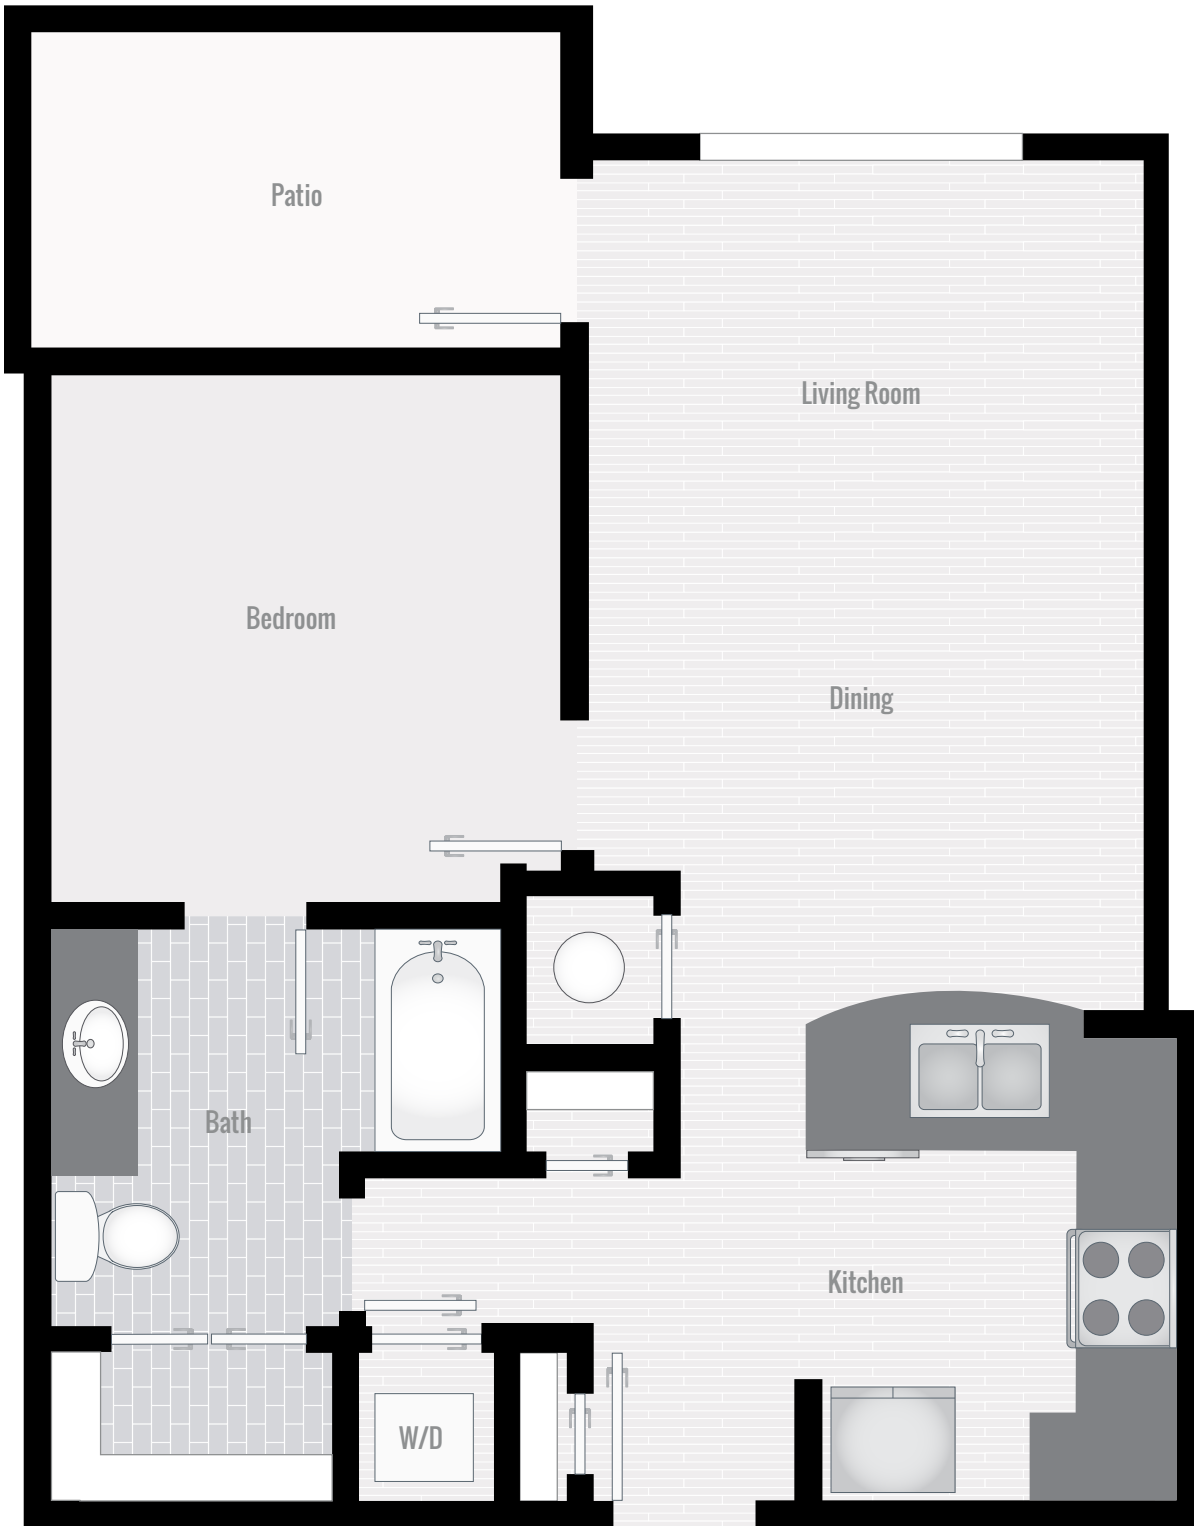 Patio
Living Room
Bedroom
Dining
Bath
Kitchen
W/D